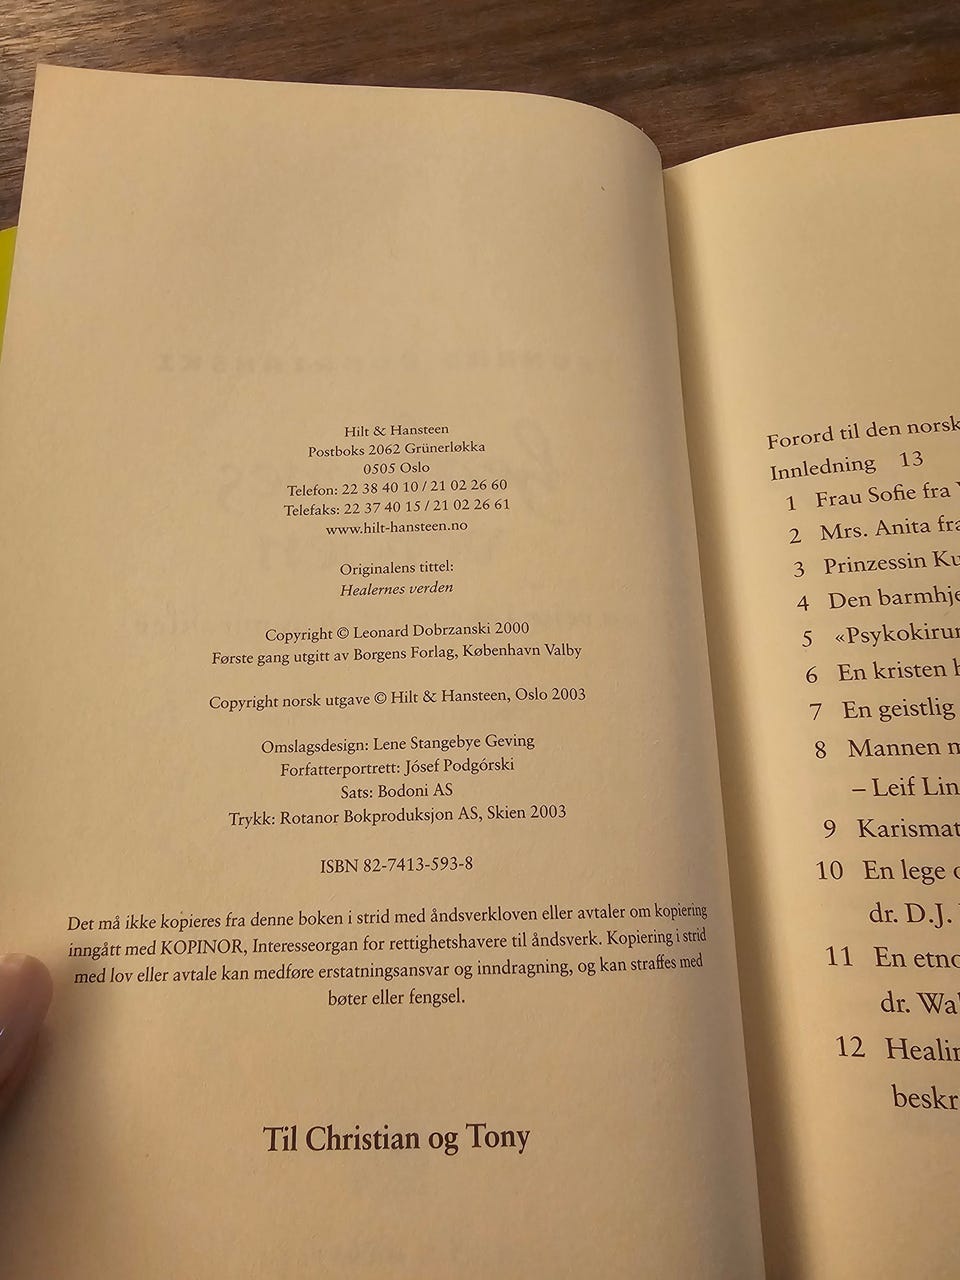 Hilt & Hansteen
Postboks 2062 Grünerløkka
0505 Oslo
Telefon: 22 38 40 10 / 21 02 26 60
Telefaks: 22 37 40 15 / 21 02 26 61
www.hilt-hansteen.no
Originalens tittel:
Healernes verden
Copyright © Leonard Dobrzanski 2000
Første gang utgitt av Borgens Forlag, København Valby
Copyright norsk utgave © Hilt & Hansteen, Oslo 2003
Omslagsdesign: Lene Stangebye Geving
Forfatterportrett: Jósef Podgórski
Sats: Bodoni AS
Trykk: Rotanor Bokproduksjon AS, Skien 2003
ISBN 82-7413-593-8
Det må ikke kopieres fra denne boken i strid med åndsverkloven eller avtaler om kopiering
inngått med KOPINOR, Interesseorgan for rettighetshavere til åndsverk. Kopiering i strid
med lov eller avtale kan medføre erstatningsansvar og inndragning, og kan straffes med
bøter eller fengsel.
Til Christian og Tony
Forord til den norsk
Innledning 13
1 Frau Sofie fra
2 Mrs. Anita fra
3 Prinzessin Ku
4 Den barmhje
5 «Psykokirur
6 En kristen
7 En geistlig
8 Mannen m
– Leif Lin
9 Karismat
10 En lege
dr. D.J.
11 En etno
dr. Wal
12 Healin
beskr